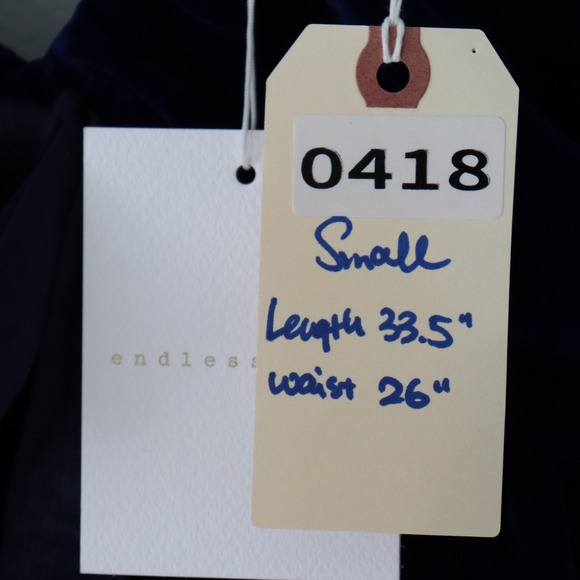 0418
Small
Length 33.5"
waist 26"
endless